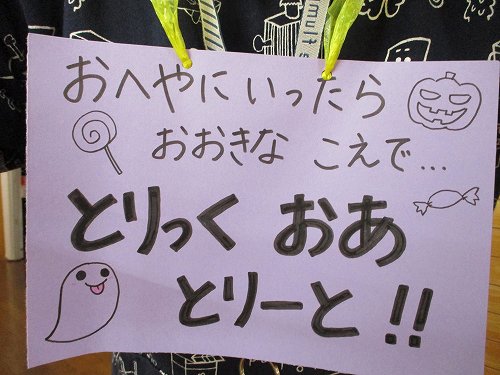 おへやにいったら
おおきな こえで...
とりっく おあ
とりーと!!